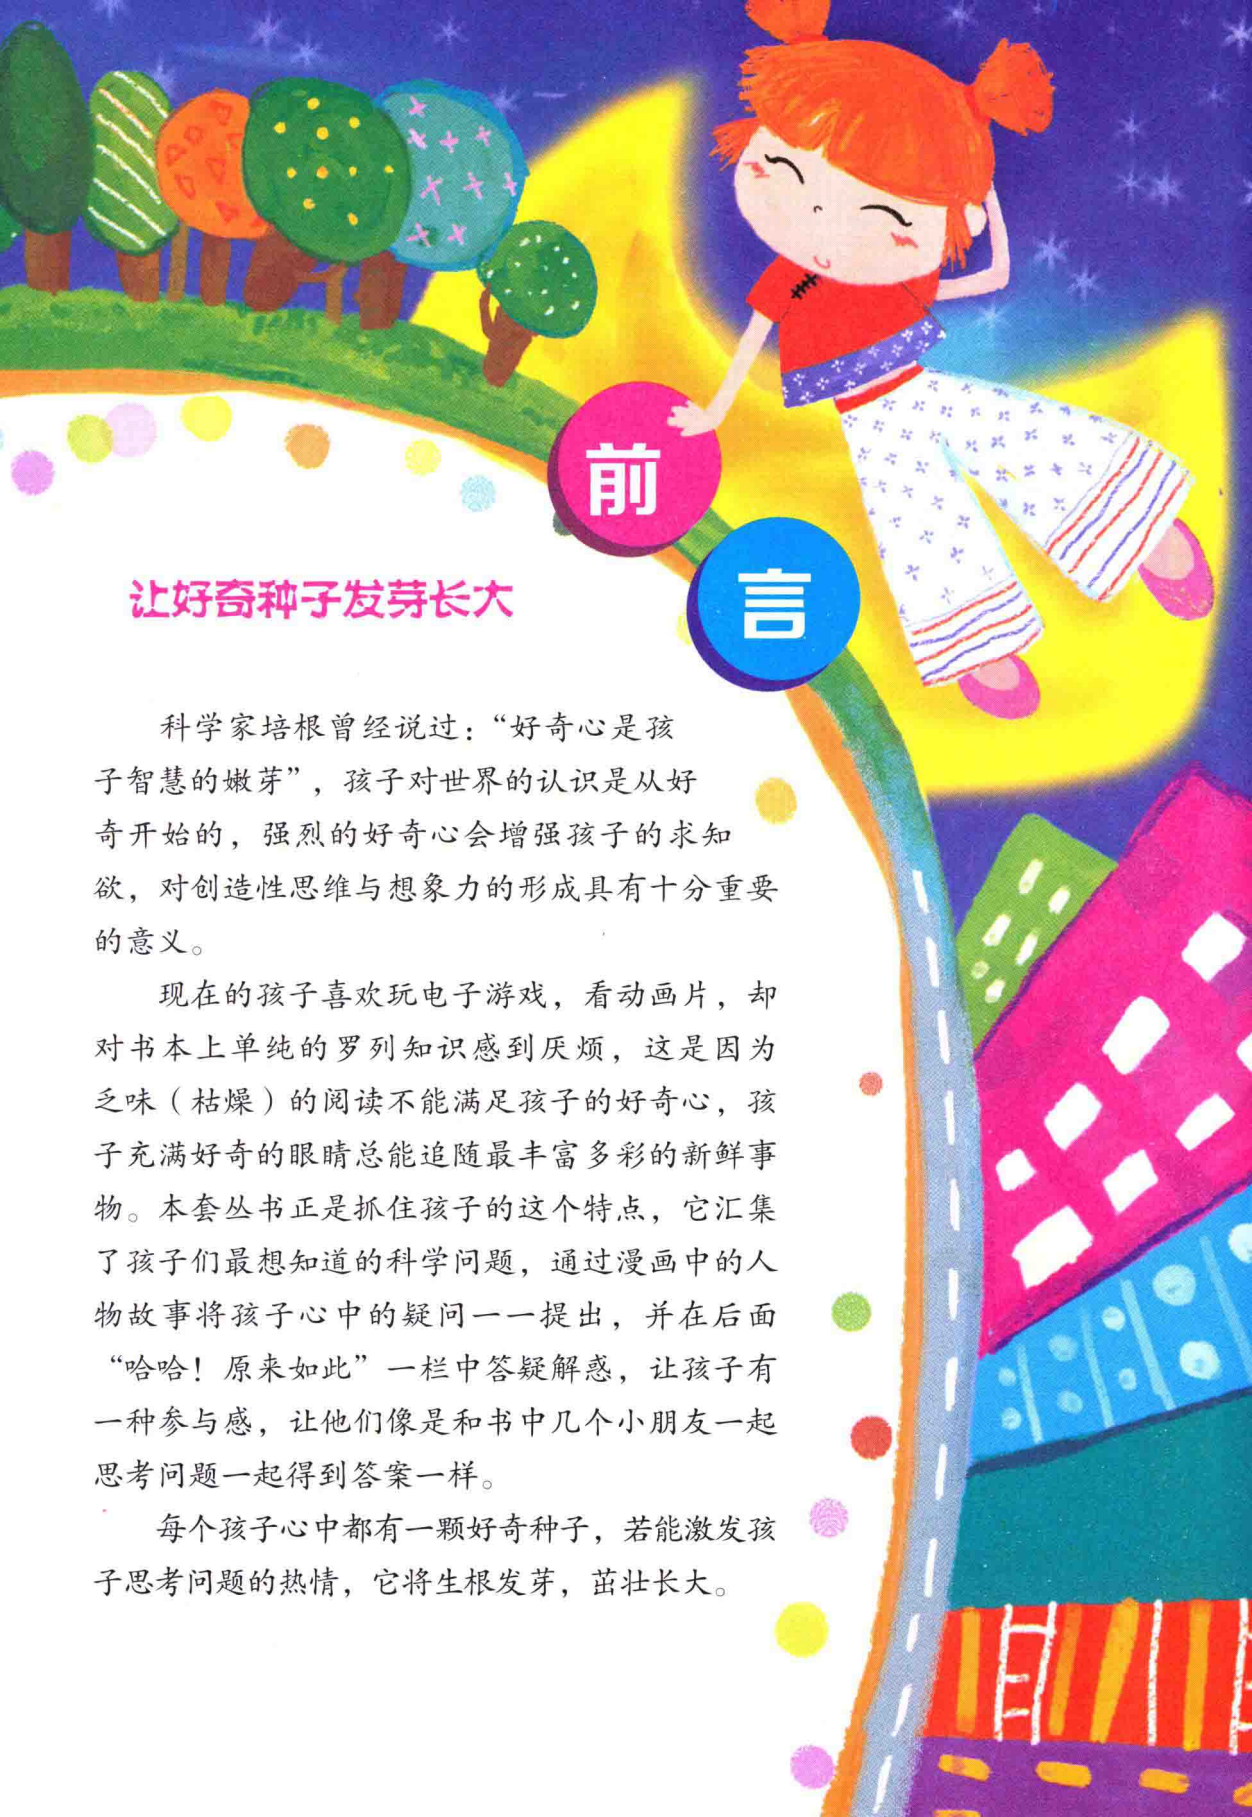 前言
让好奇种子发芽长大
科学家培根曾经说过：“好奇心是孩
子智慧的嫩芽”，孩子对世界的认识是从好
奇开始的，强烈的好奇心会增强孩子的求知
欲，对创造性思维与想象力的形成具有十分重要
的意义。
现在的孩子喜欢玩电子游戏，看动画片，却
对书本上单纯的罗列知识感到厌烦，这是因为
乏味（枯燥）的阅读不能满足孩子的好奇心，孩
子充满好奇的眼睛总能追随最丰富多彩的新鲜事
物。本套丛书正是抓住孩子的这个特点，它汇集
了孩子们最想知道的科学问题，通过漫画中的人
物故事将孩子心中的疑问一一提出，并在后面
“哈哈！原来如此”一栏中答疑解惑，让孩子有
一种参与感，让他们像是和书中几个小朋友一起
思考问题一起得到答案一样。
每个孩子心中都有一颗好奇种子，若能激发孩
子思考问题的热情，它将生根发芽，茁壮长大。